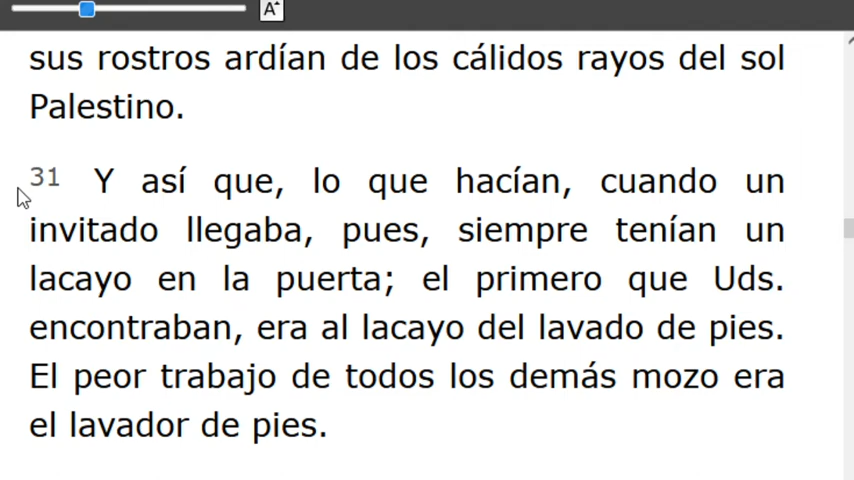 A
sus rostros ardían de los cálidos rayos del sol
Palestino.
31 Y así que, lo que hacían, cuando un
invitado llegaba, pues, siempre tenían un
lacayo en la puerta; el primero que Uds.
encontraban, era al lacayo del lavado de pies.
El peor trabajo de todos los demás mozo era
el lavador de pies.